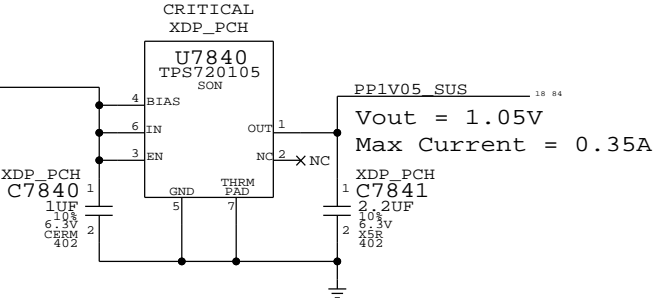 CRITICAL
XDP_PCH
U7840
TPS720105
SON
PP1V05_SUS
18 84
4
BIAS
Vout = 1.05V
6
IN
OUT
1
Max Current = 0.35A
3
EN
NC
2
NC
XDP_PCH
C7840
1
1UF
10%
6.3V
CERM
402
2
GND
5
THRM
PAD
7
XDP_PCH
1
C7841
2.2UF
10%
6.3V
X5R
402
2